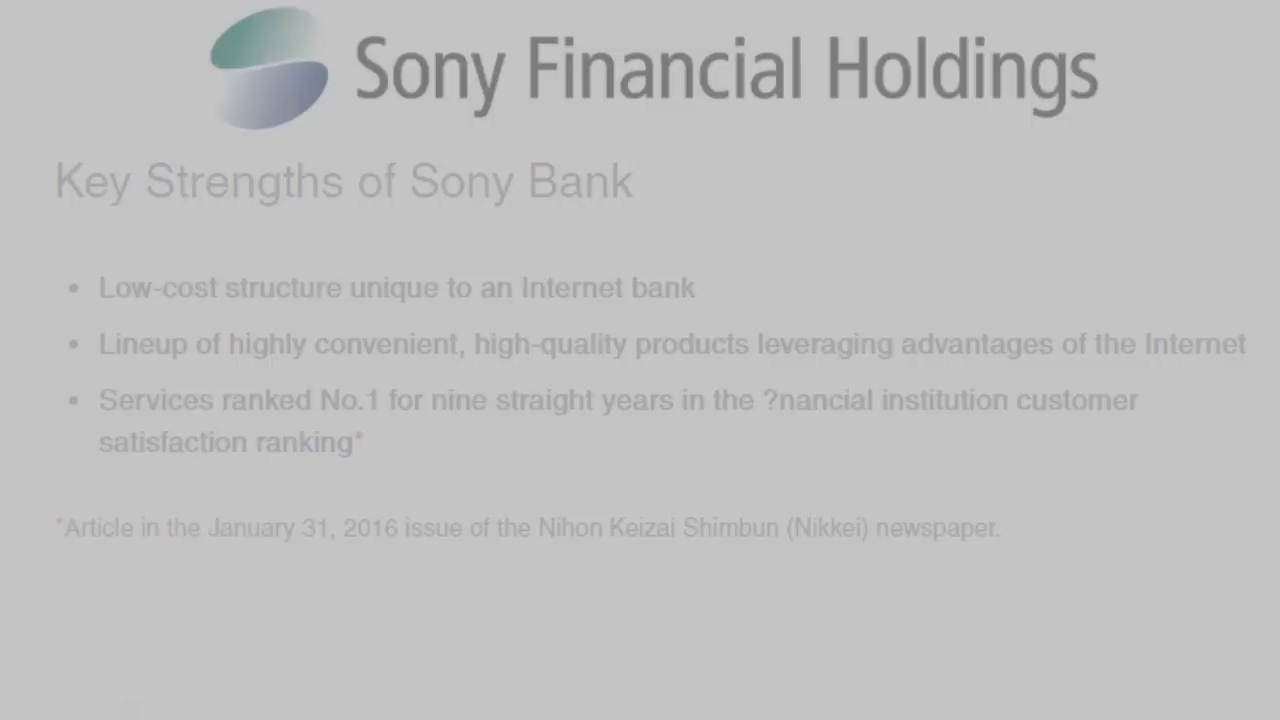 Sony Financial Holdings
Key Strengths of Sony Bank
• Low-cost structure unique to an Internet bank
• Lineup of highly convenient, high-quality products leveraging advantages of the Internet
• Services ranked No.1 for nine straight years in the ?nancial institution customer
satisfaction ranking*
*Article in the January 31, 2016 issue of the Nihon Keizai Shimbun (Nikkei) newspaper.